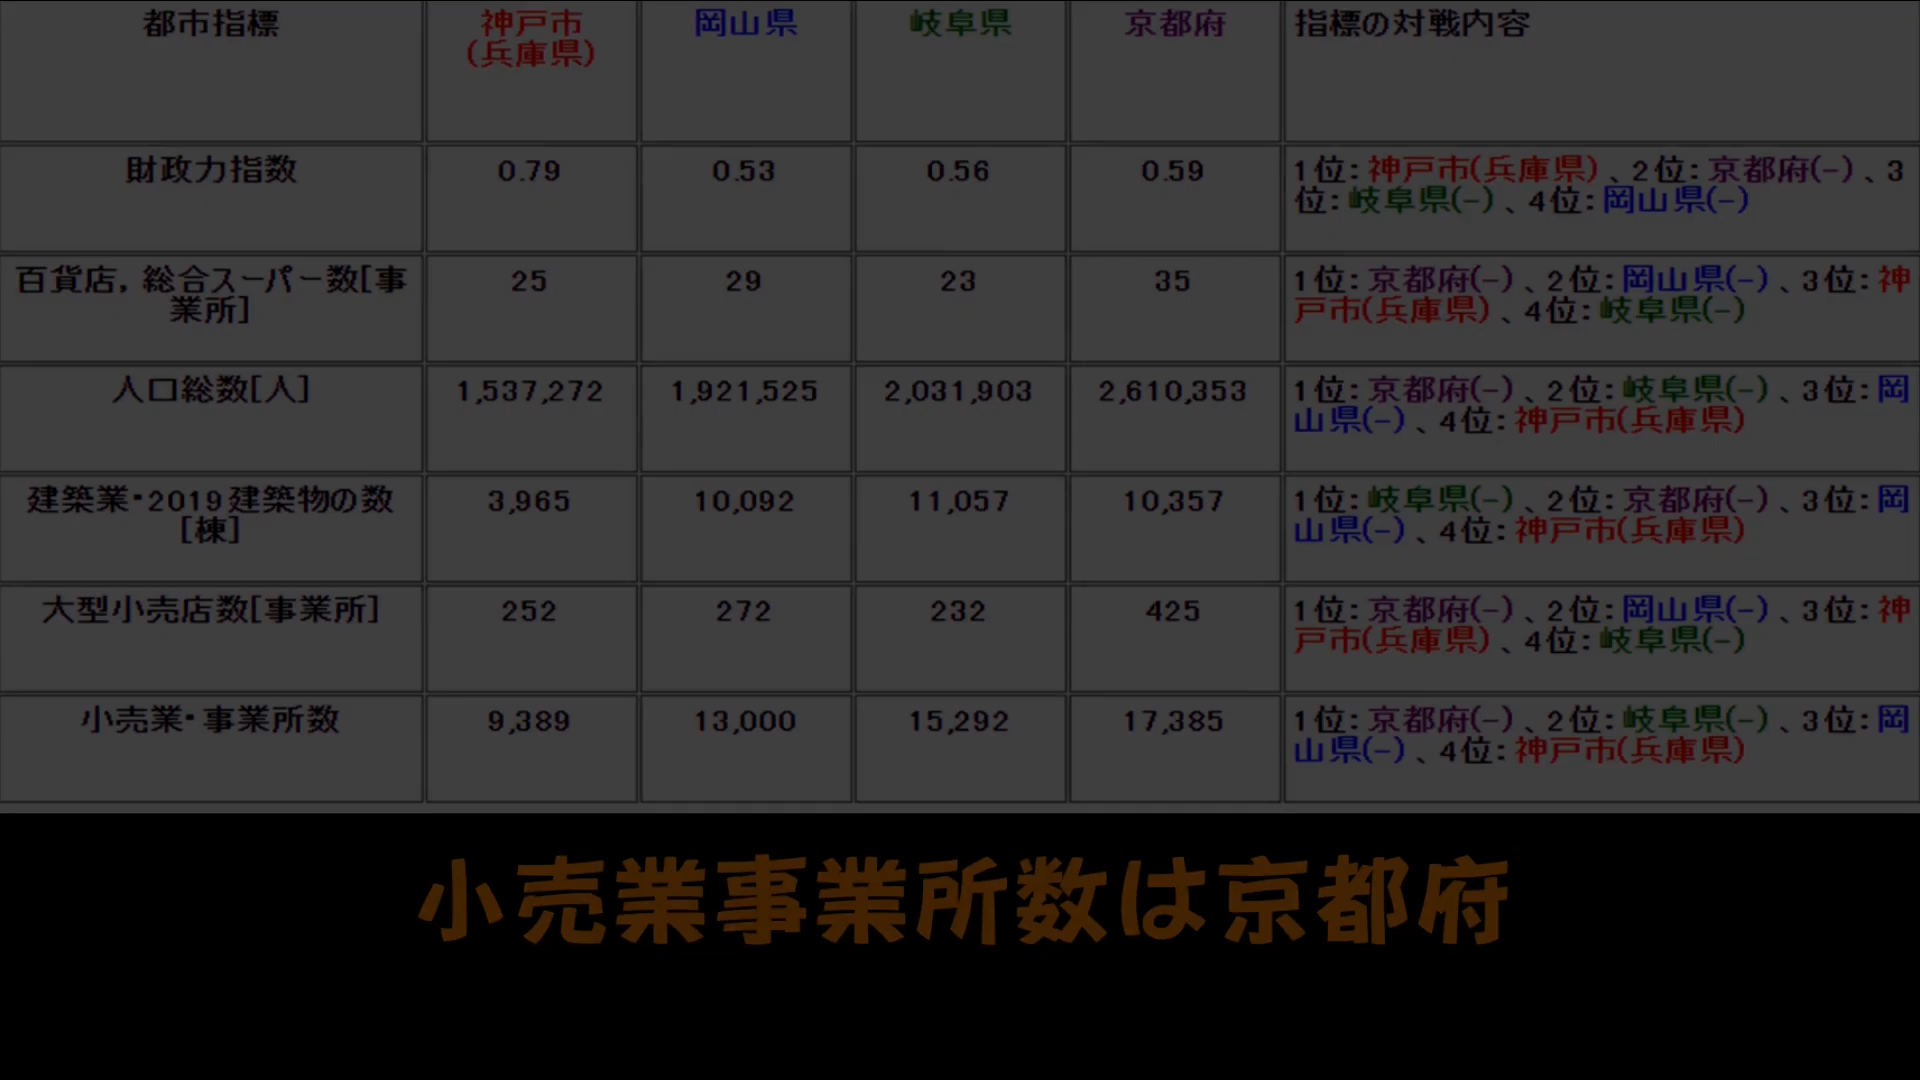 都市指標 神戸市 岡山県 岐阜県 京都府 指標の対戦内容
(兵庫県)
財政力指数 0.79 0.53 0.56 0.59 1位:神戸市(兵庫県)、2位:京都府(-)、3
位:岐阜県(-)、4位:岡山県(-)
百貨店，総合スーパー数[事 25 29 23 35 1位:京都府(-)、2位:岡山県(-)、3位:神
業所] 戸市(兵庫県)、4位:岐阜県(-)
人口総数[人] 1,537,272 1,921,525 2,031,903 2,610,353 1位:京都府(-)、2位:岐阜県(-)、3位:岡
山県(-)、4位:神戸市(兵庫県)
建築業・2019建築物の数 3,965 10,092 11,057 10,357 1位:岐阜県(-)、2位:京都府(-)、3位:岡
[棟] 山県(-)、4位:神戸市(兵庫県)
大型小売店数[事業所] 252 272 232 425 1位:京都府(-)、2位:岡山県(-)、3位:神
戸市(兵庫県)、4位:岐阜県(-)
小売業・事業所数 9,389 13,000 15,292 17,385 1位:京都府(-)、2位:岐阜県(-)、3位:岡
山県(-)、4位:神戸市(兵庫県)
小売業事業所数は京都府